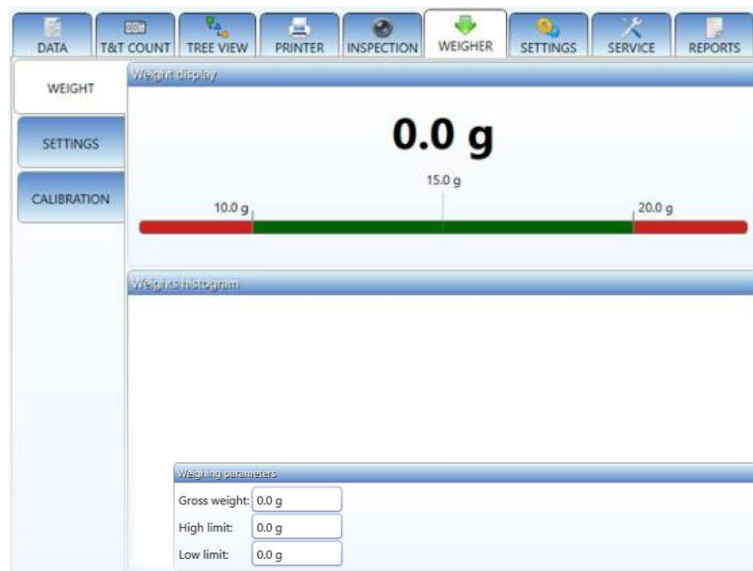 DATA T&T COUNT TREE VIEW PRINTER INSPECTION WEIGHER SETTINGS SERVICE REPORTS
WEIGHT
SETTINGS
CALIBRATION
Weight display
0.0 g
15.0 g
10.0 g 20.0 g
Weights histogram
Weighing parameters
Gross weight: 0.0 g
High limit: 0.0 g
Low limit: 0.0 g